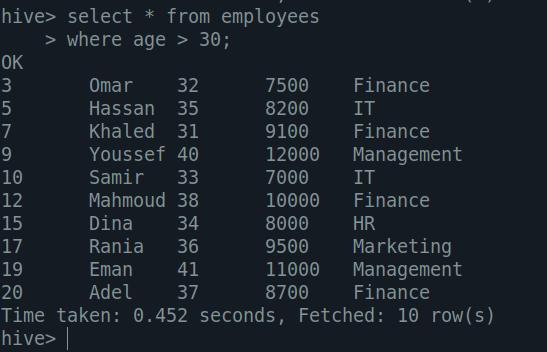 hive> select * from employees
    > where age > 30;
OK
3       Omar    32      7500    Finance
5       Hassan  35      8200    IT
7       Khaled  31      9100    Finance
9       Youssef 40      12000   Management
10      Samir   33      7000    IT
12      Mahmoud 38      10000   Finance
15      Dina    34      8000    HR
17      Rania   36      9500    Marketing
19      Eman    41      11000   Management
20      Adel    37      8700    Finance
Time taken: 0.452 seconds, Fetched: 10 row(s)
hive>